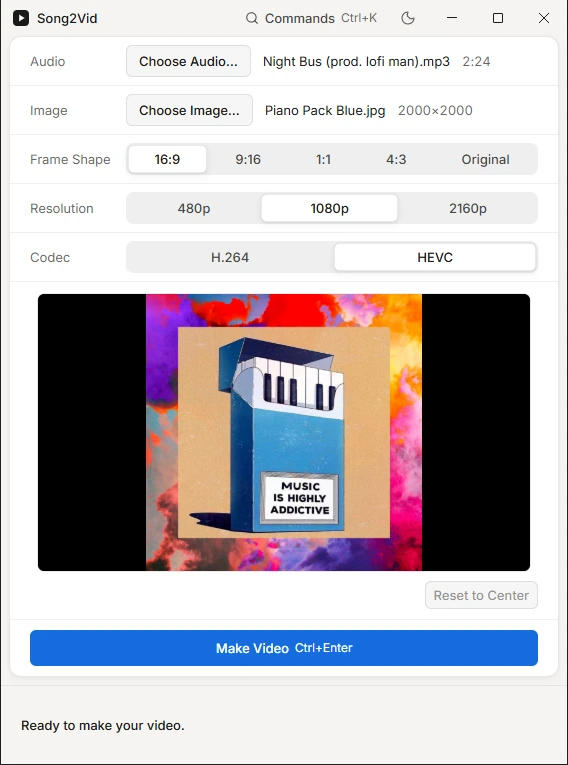 Song2Vid
Commands Ctrl+K
Audio
Choose Audio...
Night Bus (prod. lofi man).mp3
2:24
Image
Choose Image...
Piano Pack Blue.jpg
2000×2000
Frame Shape
16:9
9:16
1:1
4:3
Original
Resolution
480p
1080p
2160p
Codec
H.264
HEVC
MUSIC
IS HIGHLY
ADDICTIVE
Reset to Center
Make Video Ctrl+Enter
Ready to make your video.